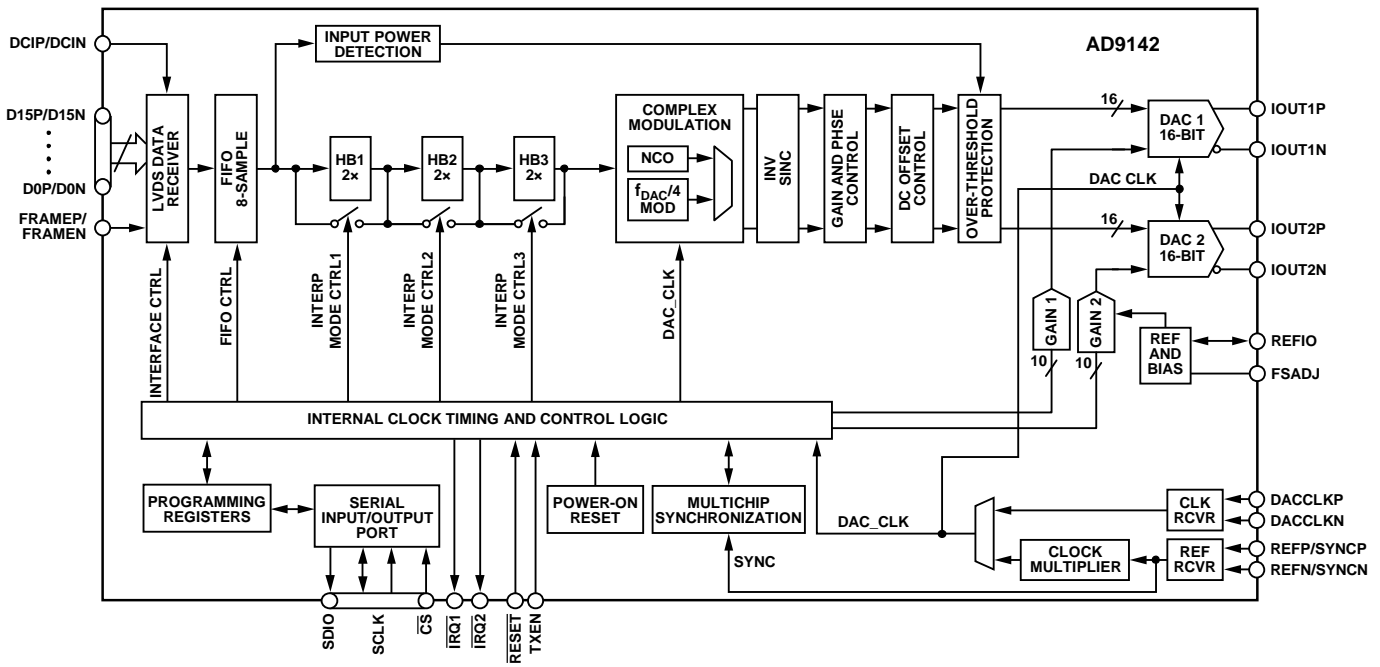 AD9142
DCIP/DCIN
D15P/D15N
D0P/D0N
FRAMEP/
FRAMEN
LVDS DATA
RECEIVER
FIFO
8-SAMPLE
INPUT POWER
DETECTION
HB1
2×
HB2
2×
HB3
2×
COMPLEX
MODULATION
NCO
fDAC/4
MOD
INV
SINC
GAIN AND PHSE
CONTROL
DC OFFSET
CONTROL
OVER-THRESHOLD
PROTECTION
16
DAC 1
16-BIT
IOUT1P
IOUT1N
DAC CLK
16
DAC 2
16-BIT
IOUT2P
IOUT2N
INTERFACE CTRL
FIFO CTRL
INTERP
MODE CTRL1
INTERP
MODE CTRL2
INTERP
MODE CTRL3
DAC_CLK
GAIN 1
10
GAIN 2
10
REF
AND
BIAS
REFIO
FSADJ
INTERNAL CLOCK TIMING AND CONTROL LOGIC
PROGRAMMING
REGISTERS
SERIAL
INPUT/OUTPUT
PORT
POWER-ON
RESET
MULTICHIP
SYNCHRONIZATION
DAC_CLK
SYNC
CLOCK
MULTIPLIER
CLK
RCVR
REF
RCVR
DACCLKP
DACCLKN
REFP/SYNCP
REFN/SYNCN
SDIO
SCLK
CS
IRQ1
IRQ2
RESET
TXEN